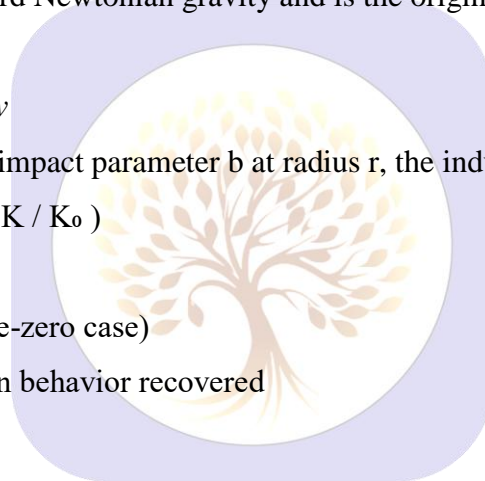 rd Newtonian gravity and is the origin
y
impact parameter b at radius r, the ind
K / K₀ )
e-zero case)
n behavior recovered